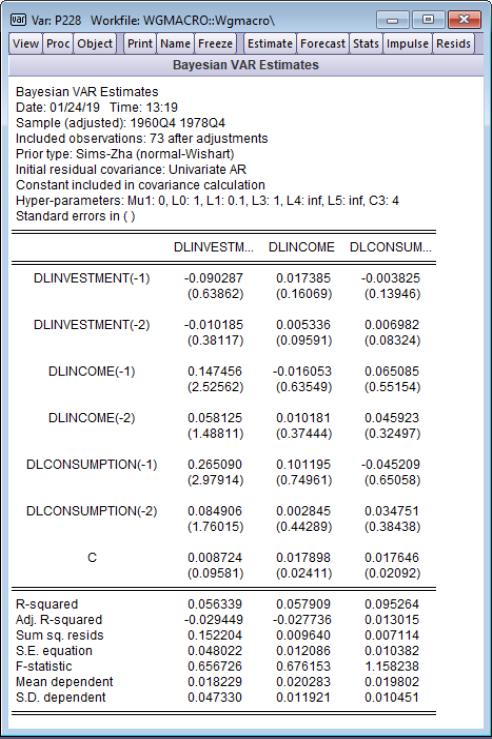 var Var: P228 Workfile: WGMACRO::Wgmacro\
View Proc Object Print Name Freeze Estimate Forecast Stats Impulse Resids
Bayesian VAR Estimates
Bayesian VAR Estimates
Date: 01/24/19 Time: 13:19
Sample (adjusted): 1960Q4 1978Q4
Included observations: 73 after adjustments
Prior type: Sims-Zha (normal-Wishart)
Initial residual covariance: Univariate AR
Constant included in covariance calculation
Hyper-parameters: Mu1: 0, L0: 1, L1: 0.1, L3: 1, L4: inf, L5: inf, C3: 4
Standard errors in ( )
DLINVESTM... DLINCOME DLCONSUM...
DLINVESTMENT(-1) -0.090287 0.017385 -0.003825
(0.63862) (0.16069) (0.13946)
DLINVESTMENT(-2) -0.010185 0.005336 0.006982
(0.38117) (0.09591) (0.08324)
DLINCOME(-1) 0.147456 -0.016053 0.065085
(2.52562) (0.63549) (0.55154)
DLINCOME(-2) 0.058125 0.010181 0.045923
(1.48811) (0.37444) (0.32497)
DLCONSUMPTION(-1) 0.265090 0.101195 -0.045209
(2.97914) (0.74961) (0.65058)
DLCONSUMPTION(-2) 0.084906 0.002845 0.034751
(1.76015) (0.44289) (0.38438)
C 0.008724 0.017898 0.017646
(0.09581) (0.02411) (0.02092)
R-squared 0.056339 0.057909 0.095264
Adj. R-squared -0.029449 -0.027736 0.013015
Sum sq. resids 0.152204 0.009640 0.007114
S.E. equation 0.048022 0.012086 0.010382
F-statistic 0.656726 0.676153 1.158238
Mean dependent 0.018229 0.020283 0.019802
S.D. dependent 0.047330 0.011921 0.010451